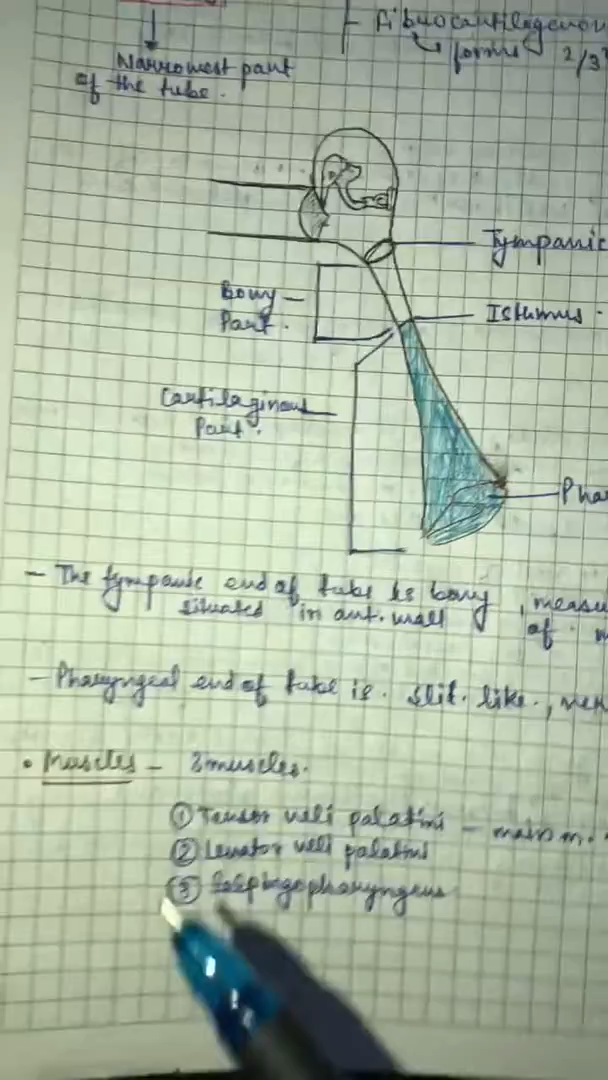 Fibrocartilagenou
forms 2/3
Narrowest part
of the tube.
Tympanic
Bony
Part.
Isthmus.
Cartilaginous
Part.
Pha
- The tympanic end of tube is bony, measu
situated in ant. wall of m
- Pharyngeal end of tube is. slit. like., ver
• Muscles - 3 muscles.
① Tensor veli palatini - main m.
② Levator veli palatini
③ Salpingopharyngeus